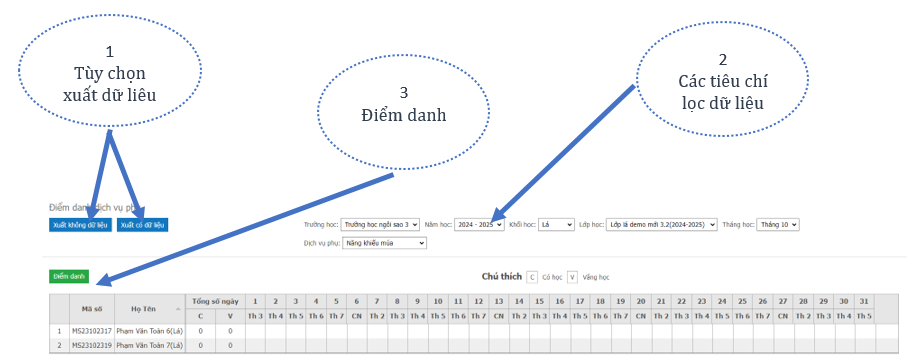 1
Tùy chọn
xuất dữ liêu
3
Điểm danh
2
Các tiêu chí
lọc dữ liệu
Điểm danh dịch vụ phụ
Xuất không dữ liệu Xuất có dữ liệu
Trường học: Trường học ngôi sao 3 Năm học: 2024 - 2025 Khối học: Lá Lớp học: Lớp lá demo mới 3.2(2024-2025) Tháng học: Tháng 10
Dịch vụ phụ: Năng khiếu múa
Điểm danh Chú thích C Có học V Vắng học
Mã số Họ Tên Tổng số ngày 1 2 3 4 5 6 7 8 9 10 11 12 13 14 15 16 17 18 19 20 21 22 23 24 25 26 27 28 29 30 31
C V Th 3 Th 4 Th 5 Th 6 Th 7 CN Th 2 Th 3 Th 4 Th 5 Th 6 Th 7 CN Th 2 Th 3 Th 4 Th 5 Th 6 Th 7 CN Th 2 Th 3 Th 4 Th 5 Th 6 Th 7 CN Th 2 Th 3 Th 4 Th 5
1 MS23102317 Phạm Văn Toàn 6(Lá) 0 0
2 MS23102319 Phạm Văn Toàn 7(Lá) 0 0